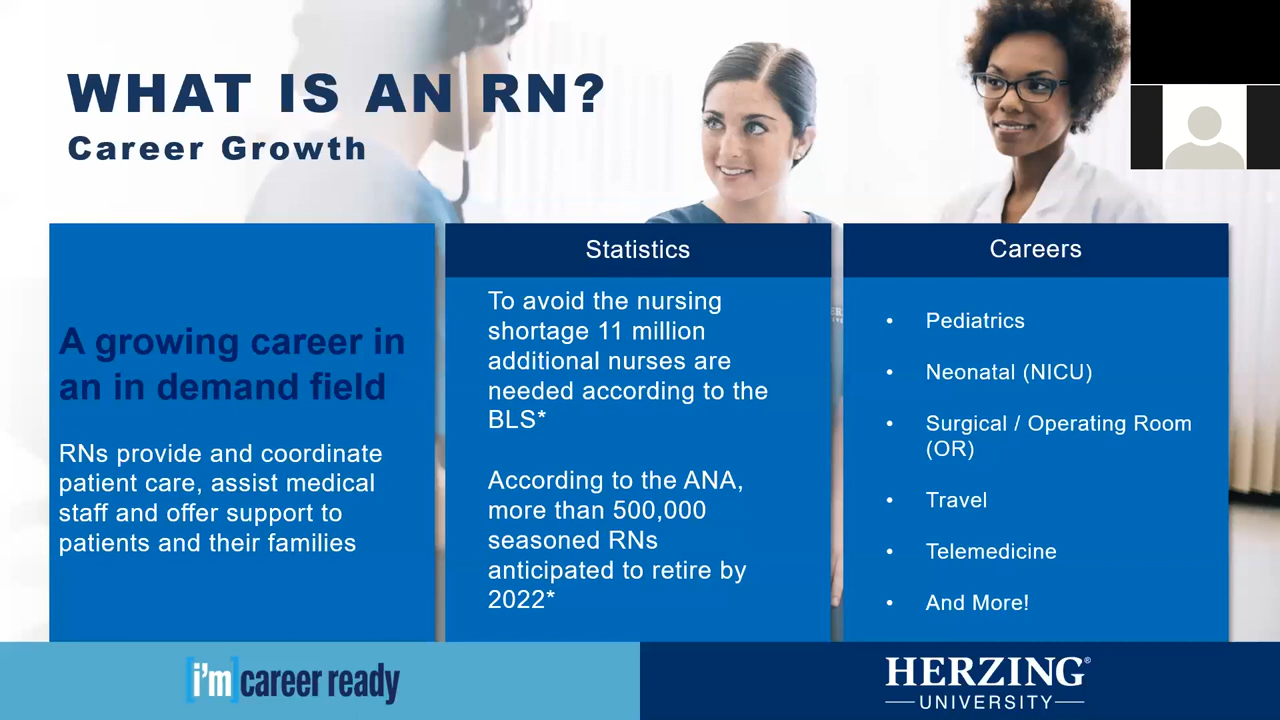 WHAT IS AN RN?
Career Growth
A growing career in
an in demand field
RNs provide and coordinate
patient care, assist medical
staff and offer support to
patients and their families
Statistics
To avoid the nursing
shortage 11 million
additional nurses are
needed according to the
BLS*
According to the ANA,
more than 500,000
seasoned RNs
anticipated to retire by
2022*
Careers
• Pediatrics
• Neonatal (NICU)
• Surgical / Operating Room
(OR)
• Travel
• Telemedicine
• And More!
[i'm] career ready
HERZING®
UNIVERSITY